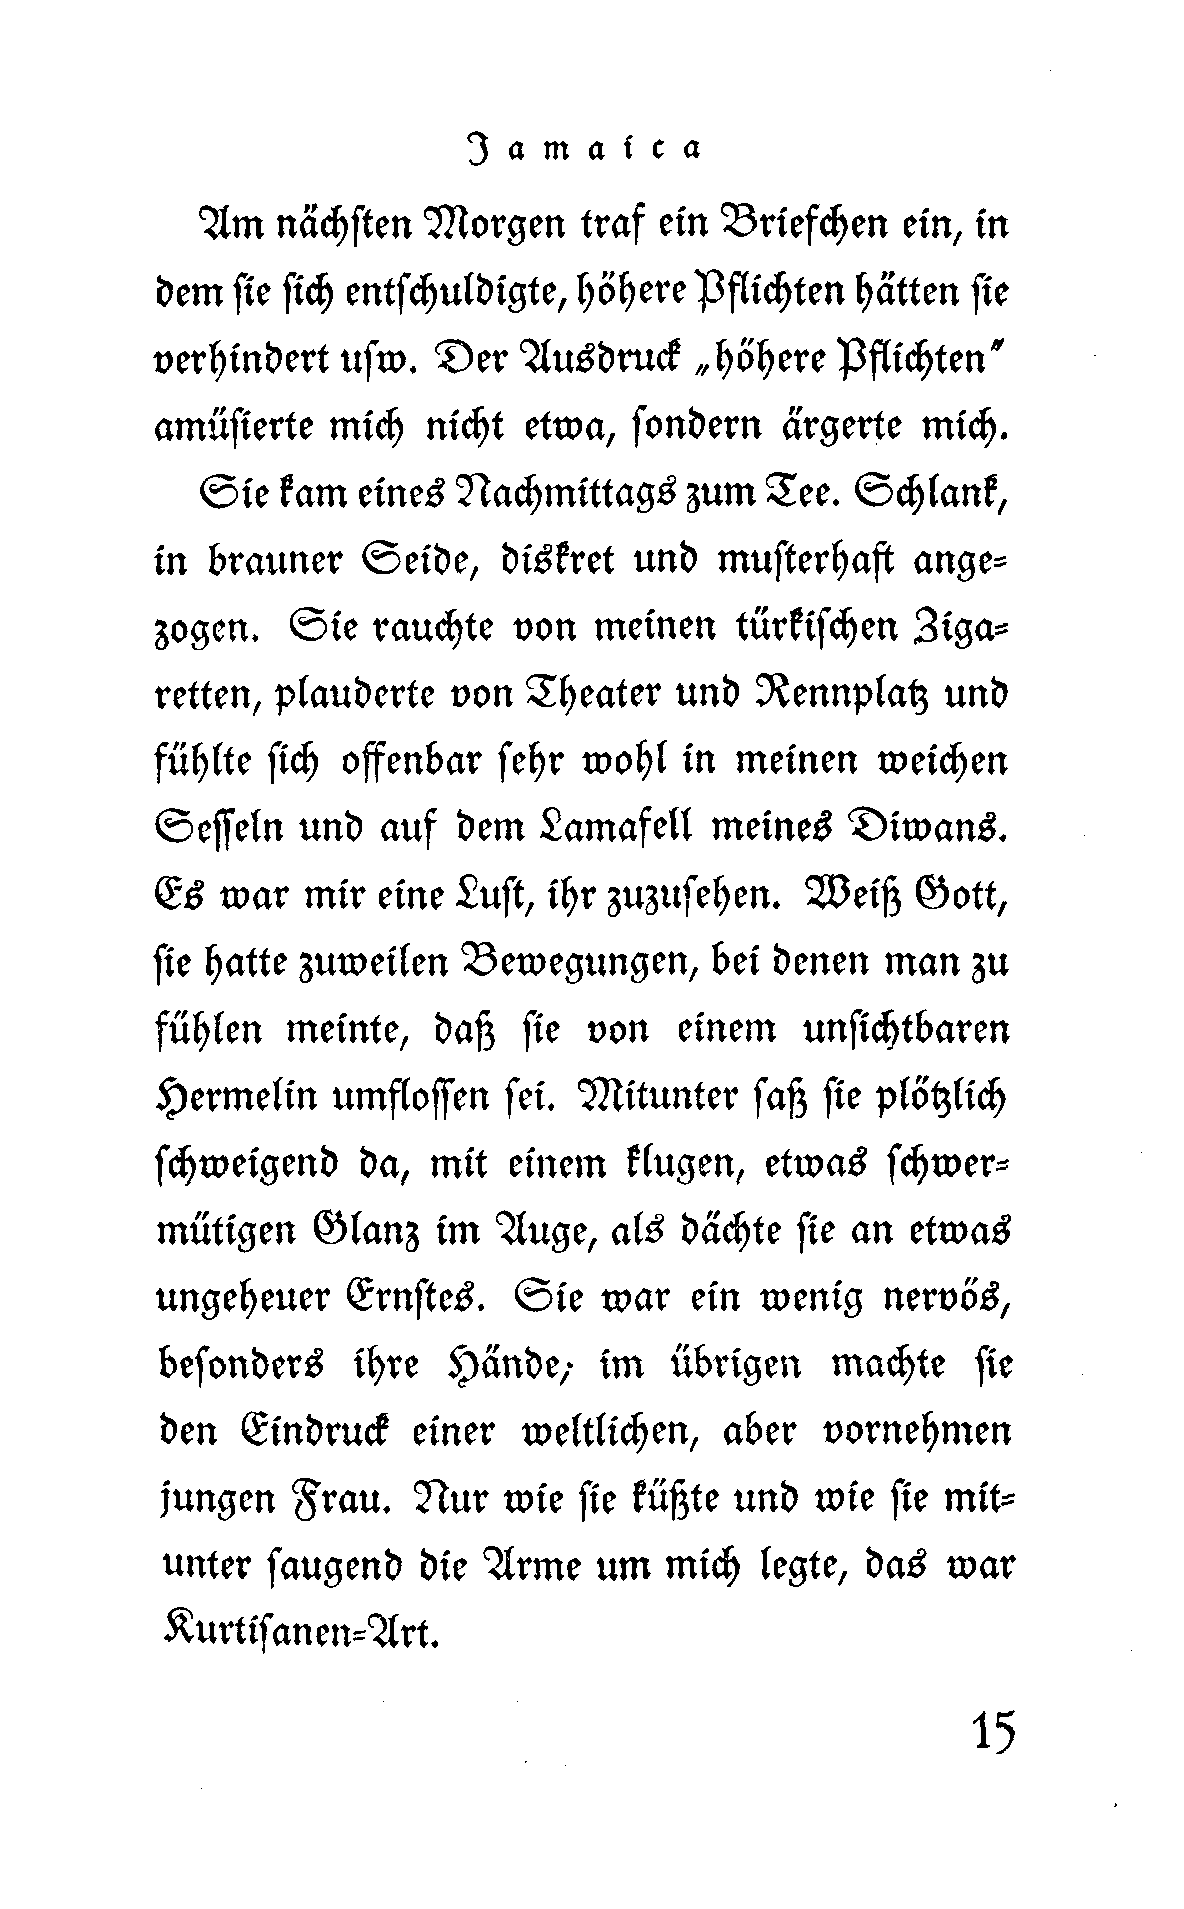 Jamaica
Am nächsten Morgen traf ein Briefchen ein, in
dem sie sich entschuldigte, höhere Pflichten hätten sie
verhindert usw. Der Ausdruck „höhere Pflichten"
amüsierte mich nicht etwa, sondern ärgerte mich.
Sie kam eines Nachmittags zum Tee. Schlank,
in brauner Seide, diskret und musterhaft ange=
zogen. Sie rauchte von meinen türkischen Ziga=
retten, plauderte von Theater und Rennplatz und
fühlte sich offenbar sehr wohl in meinen weichen
Sesseln und auf dem Lamafell meines Diwans.
Es war mir eine Lust, ihr zuzusehen. Weiß Gott,
sie hatte zuweilen Bewegungen, bei denen man zu
fühlen meinte, daß sie von einem unsichtbaren
Hermelin umflossen sei. Mitunter saß sie plötzlich
schweigend da, mit einem klugen, etwas schwer=
mütigen Glanz im Auge, als dächte sie an etwas
ungeheuer Ernstes. Sie war ein wenig nervös,
besonders ihre Hände; im übrigen machte sie
den Eindruck einer weltlichen, aber vornehmen
jungen Frau. Nur wie sie küßte und wie sie mit=
unter saugend die Arme um mich legte, das war
Kurtisanen=Art.
15